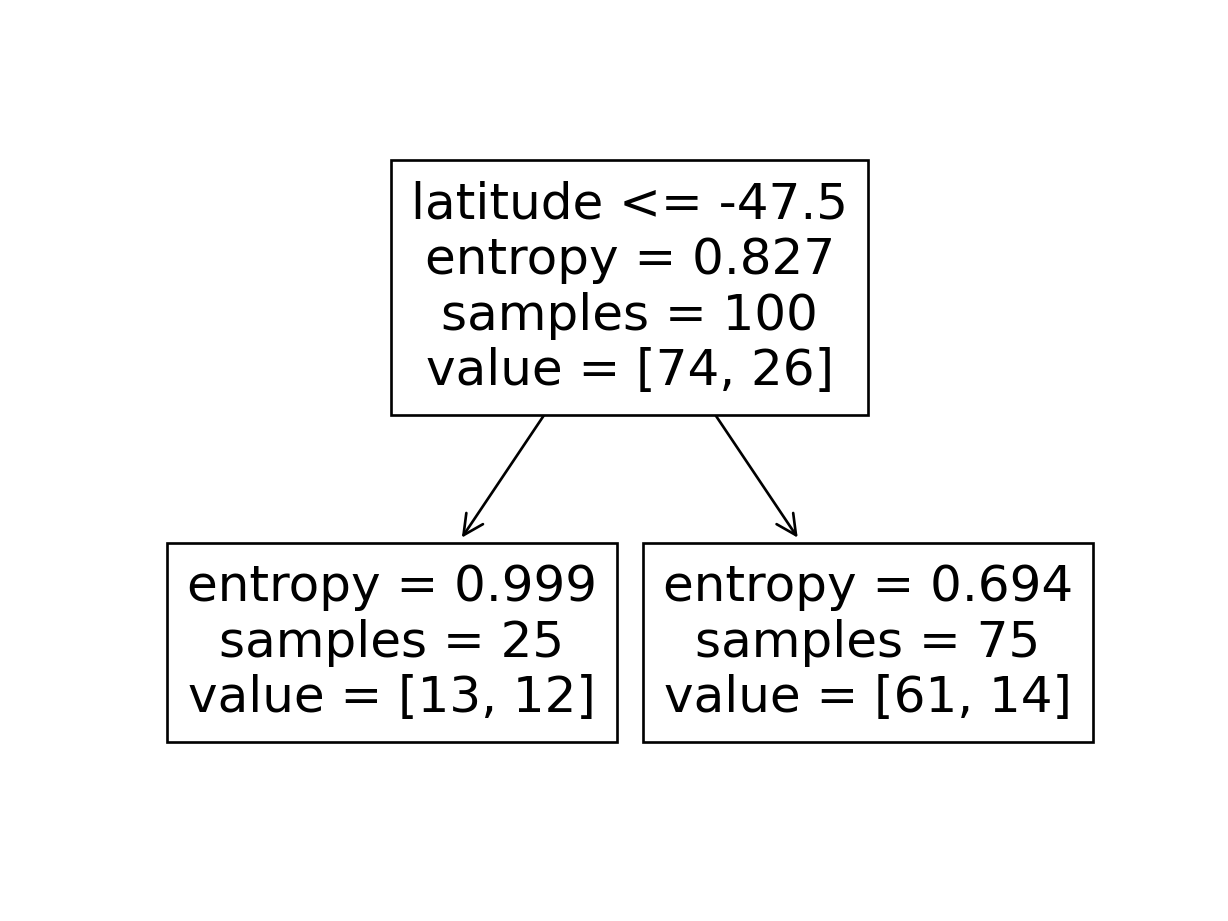 latitude <= -47.5
entropy = 0.827
samples = 100
value = [74, 26]
entropy = 0.999
samples = 25
value = [13, 12]
entropy = 0.694
samples = 75
value = [61, 14]